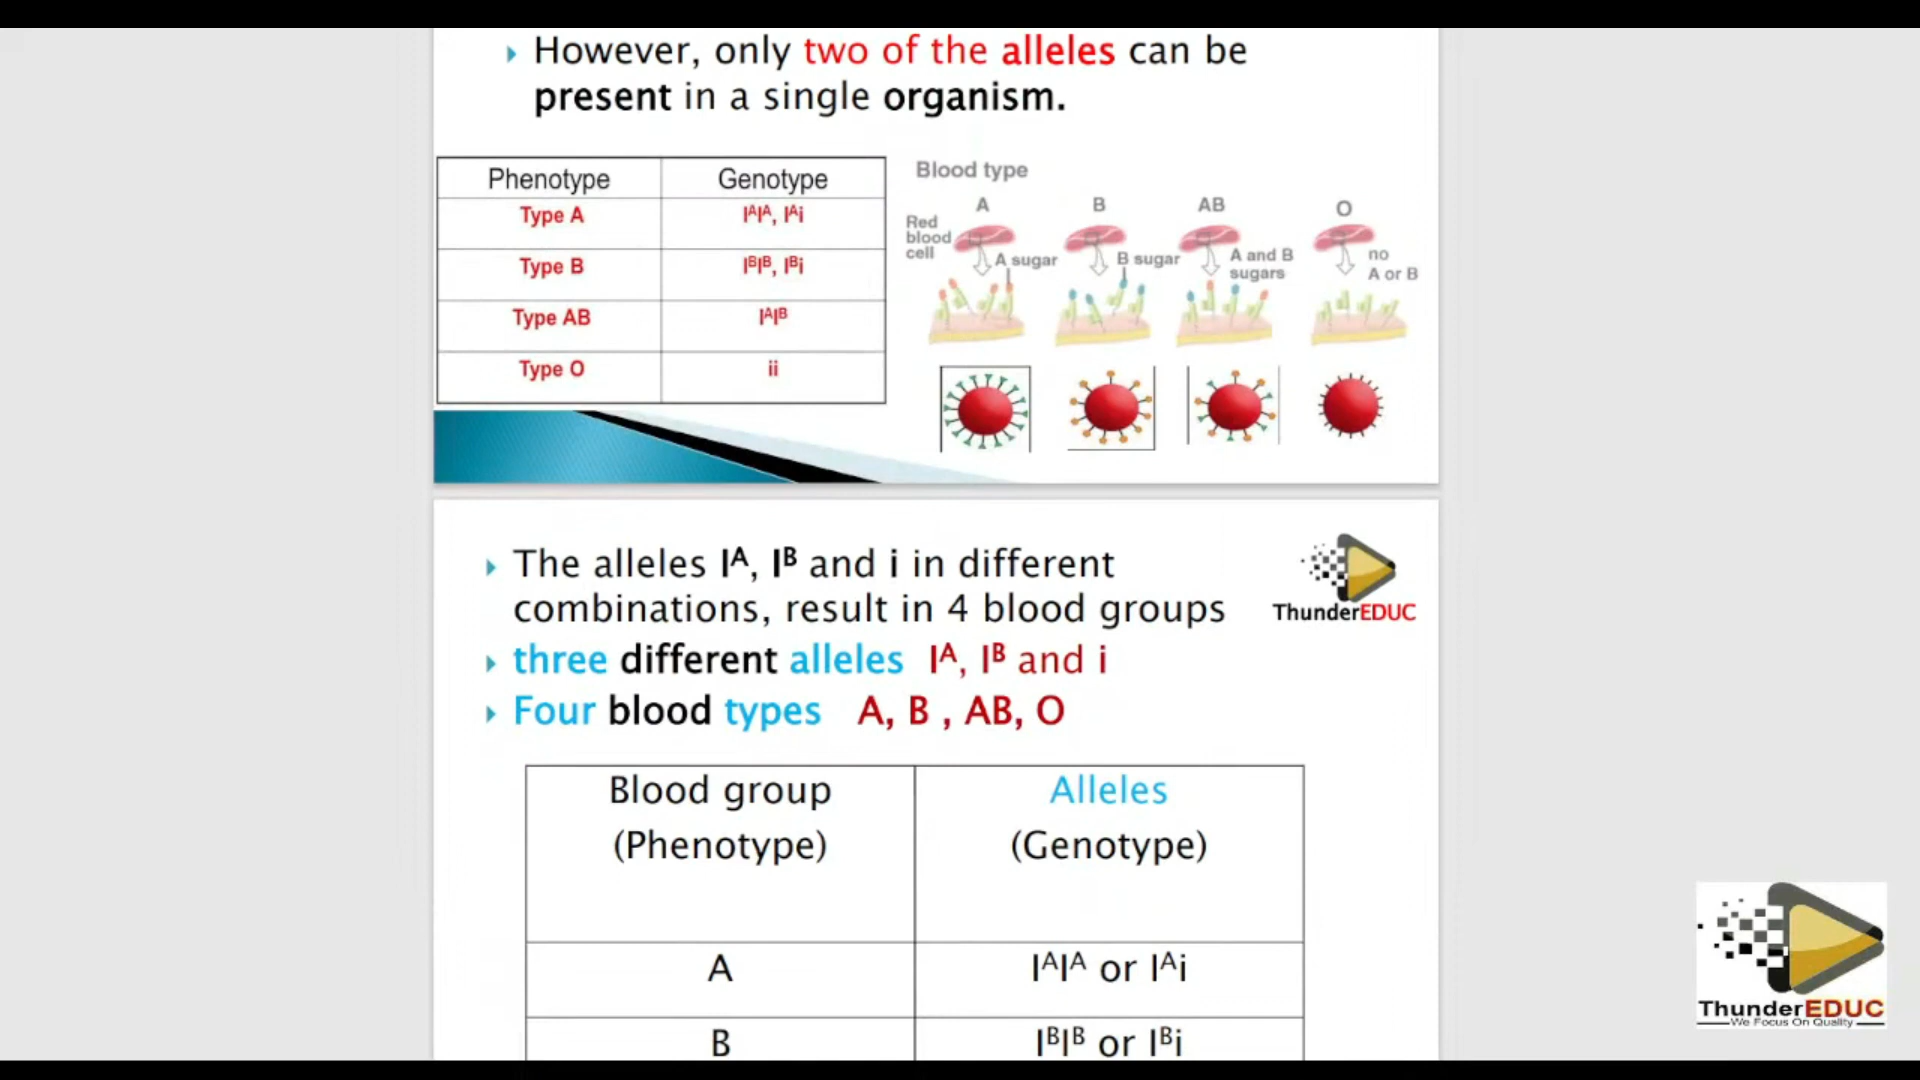 However, only two of the alleles can be
present in a single organism.
Phenotype Genotype
Type A IᴬIᴬ, Iᴬi
Type B IᴮIᴮ, Iᴮi
Type AB IᴬIᴮ
Type O ii
Blood type
A B AB O
Red
blood
cell
A sugar
B sugar
A and B
sugars
no
A or B
The alleles Iᴬ, Iᴮ and i in different
combinations, result in 4 blood groups
three different alleles Iᴬ, Iᴮ and i
Four blood types A, B , AB, O
ThunderEDUC
Blood group Alleles
(Phenotype) (Genotype)
A IᴬIᴬ or Iᴬi
B IᴮIᴮ or Iᴮi
ThunderEDUC
We Focus On Quality